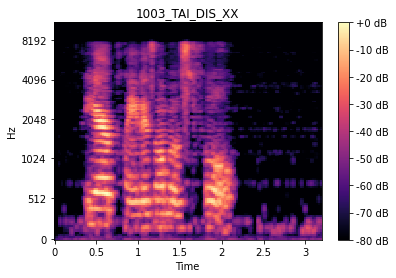 1003_TAI_DIS_XX
+0 dB
8192
-10 dB
4096
-20 dB
-30 dB
2048
Hz
-40 dB
1024
-50 dB
512
-60 dB
-70 dB
0
-80 dB
0 0.5 1 1.5 2 2.5 3
Time